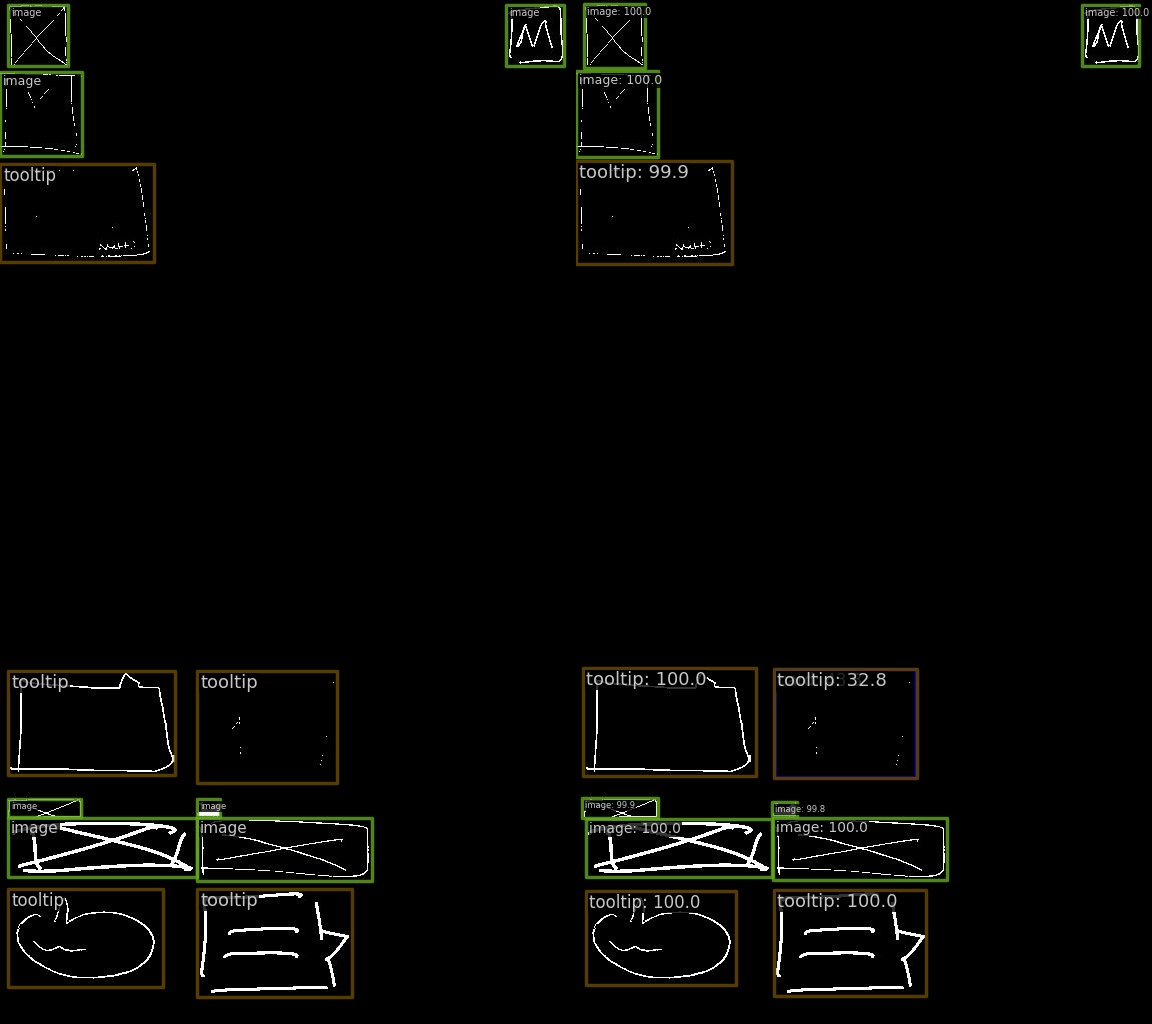 image image image: 100.0 image: 100.0
image image: 100.0
tooltip tooltip: 99.9
tooltip tooltip tooltip: 100.0 tooltip: 32.8
image image image: 99.9 image: 99.8
image image image: 100.0 image: 100.0
tooltip tooltip tooltip: 100.0 tooltip: 100.0